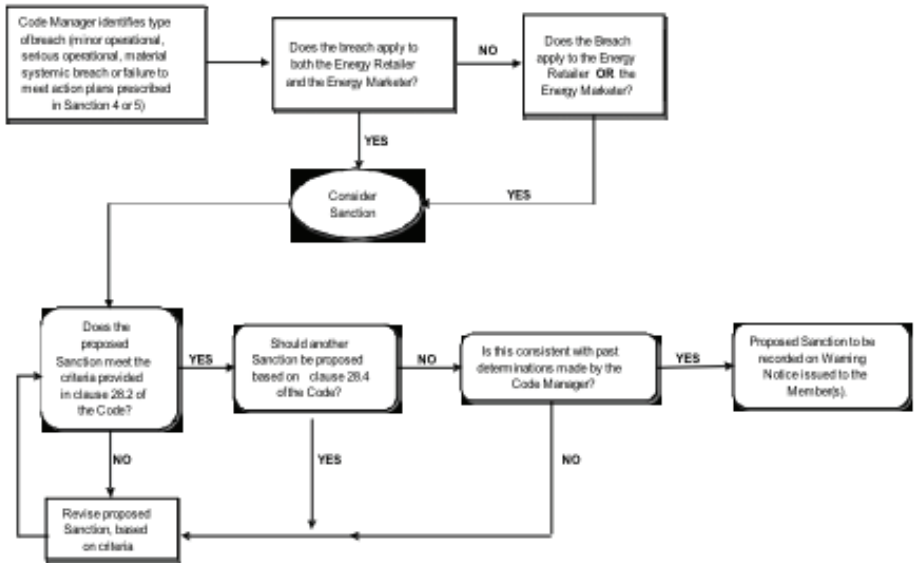 Code Manager identifies type
of breach (minor operational,
serious operational, material
systemic breach or failure to
meet action plans prescribed
in Sanction 4 or 5)
Does the breach apply to
both the Energy Retailer
and the Energy Marketer?
NO
Does the Breach
apply to the Energy
Retailer OR the
Energy Marketer?
YES
YES
Consider
Sanction
Does the
proposed
Sanction meet the
criteria provided
in clause 28.2 of
the Code?
YES
Should another
Sanction be proposed
based on clause 28.4
of the Code?
NO
Is this consistent with past
determinations made by the
Code Manager?
YES
Proposed Sanction to be
recorded on Warning
Notice issued to the
Member(s).
NO
YES
NO
Revise proposed
Sanction, based
on criteria